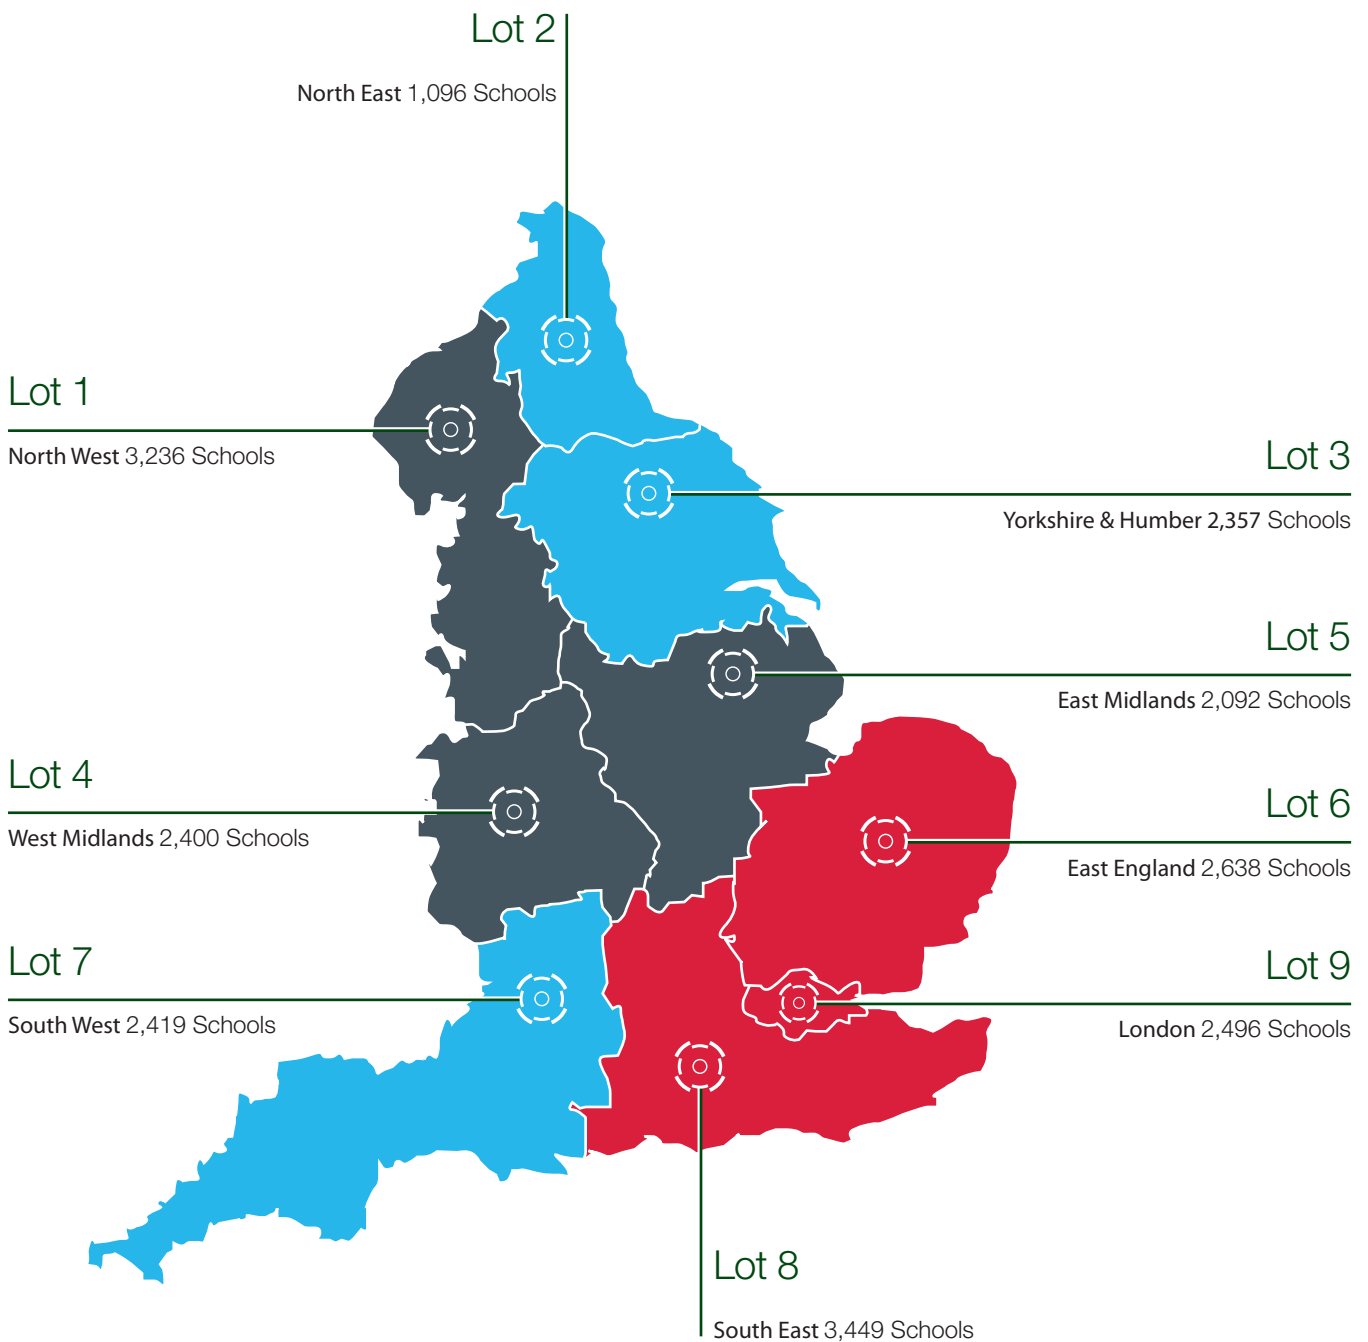 Lot 2
North East 1,096 Schools
Lot 1
North West 3,236 Schools
Lot 3
Yorkshire & Humber 2,357 Schools
Lot 5
East Midlands 2,092 Schools
Lot 4
West Midlands 2,400 Schools
Lot 6
East England 2,638 Schools
Lot 7
South West 2,419 Schools
Lot 9
London 2,496 Schools
Lot 8
South East 3,449 Schools